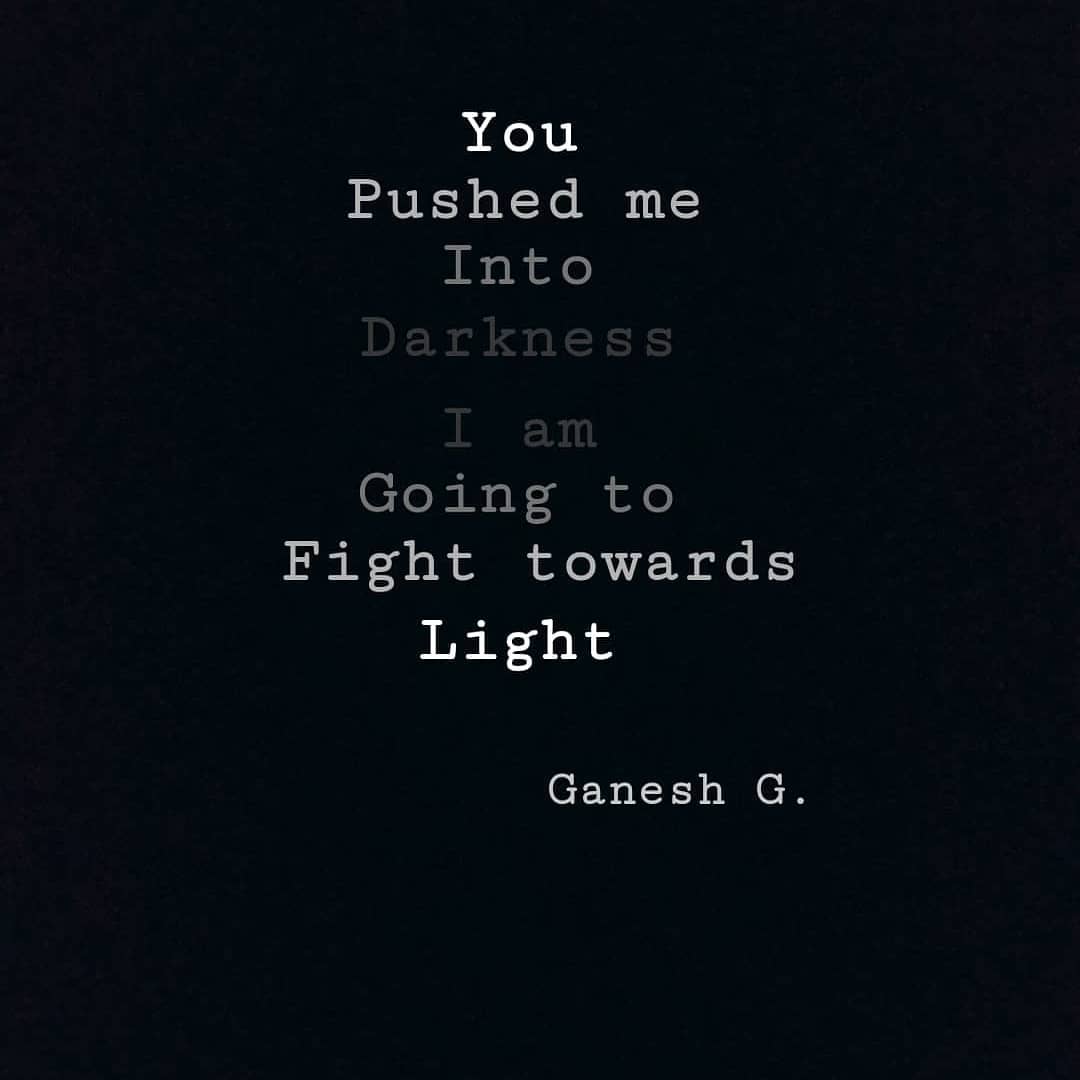 You
Pushed me
Into
Darkness
I am
Going to
Fight towards
Light
Ganesh G.